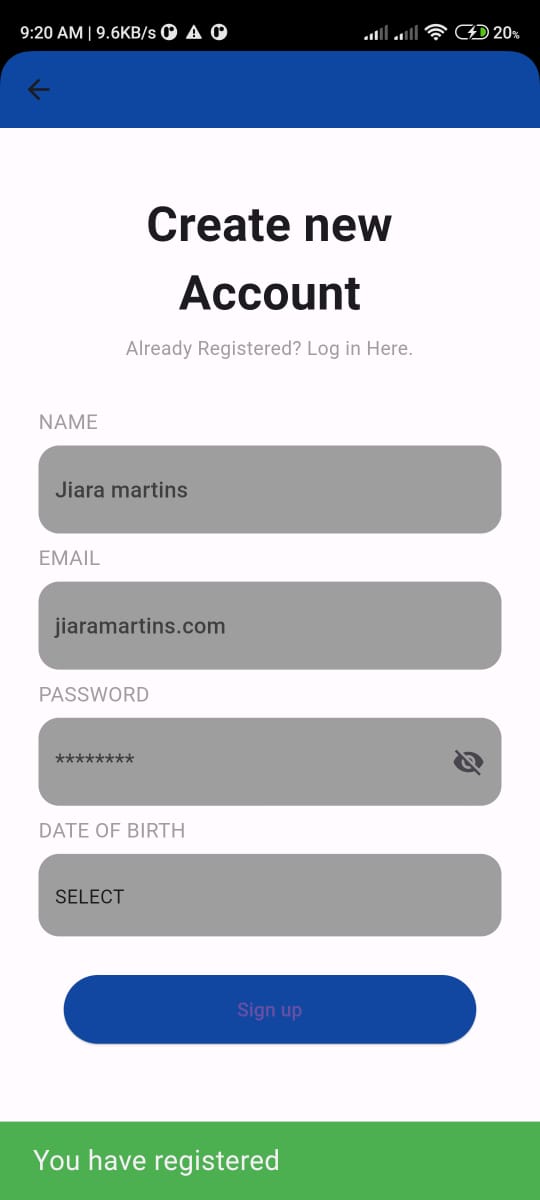 9:20 AM | 9.6KB/s
20%
Create new
Account
Already Registered? Log in Here.
NAME
Jiara martins
EMAIL
jiaramartins.com
PASSWORD
********
DATE OF BIRTH
SELECT
Sign up
You have registered